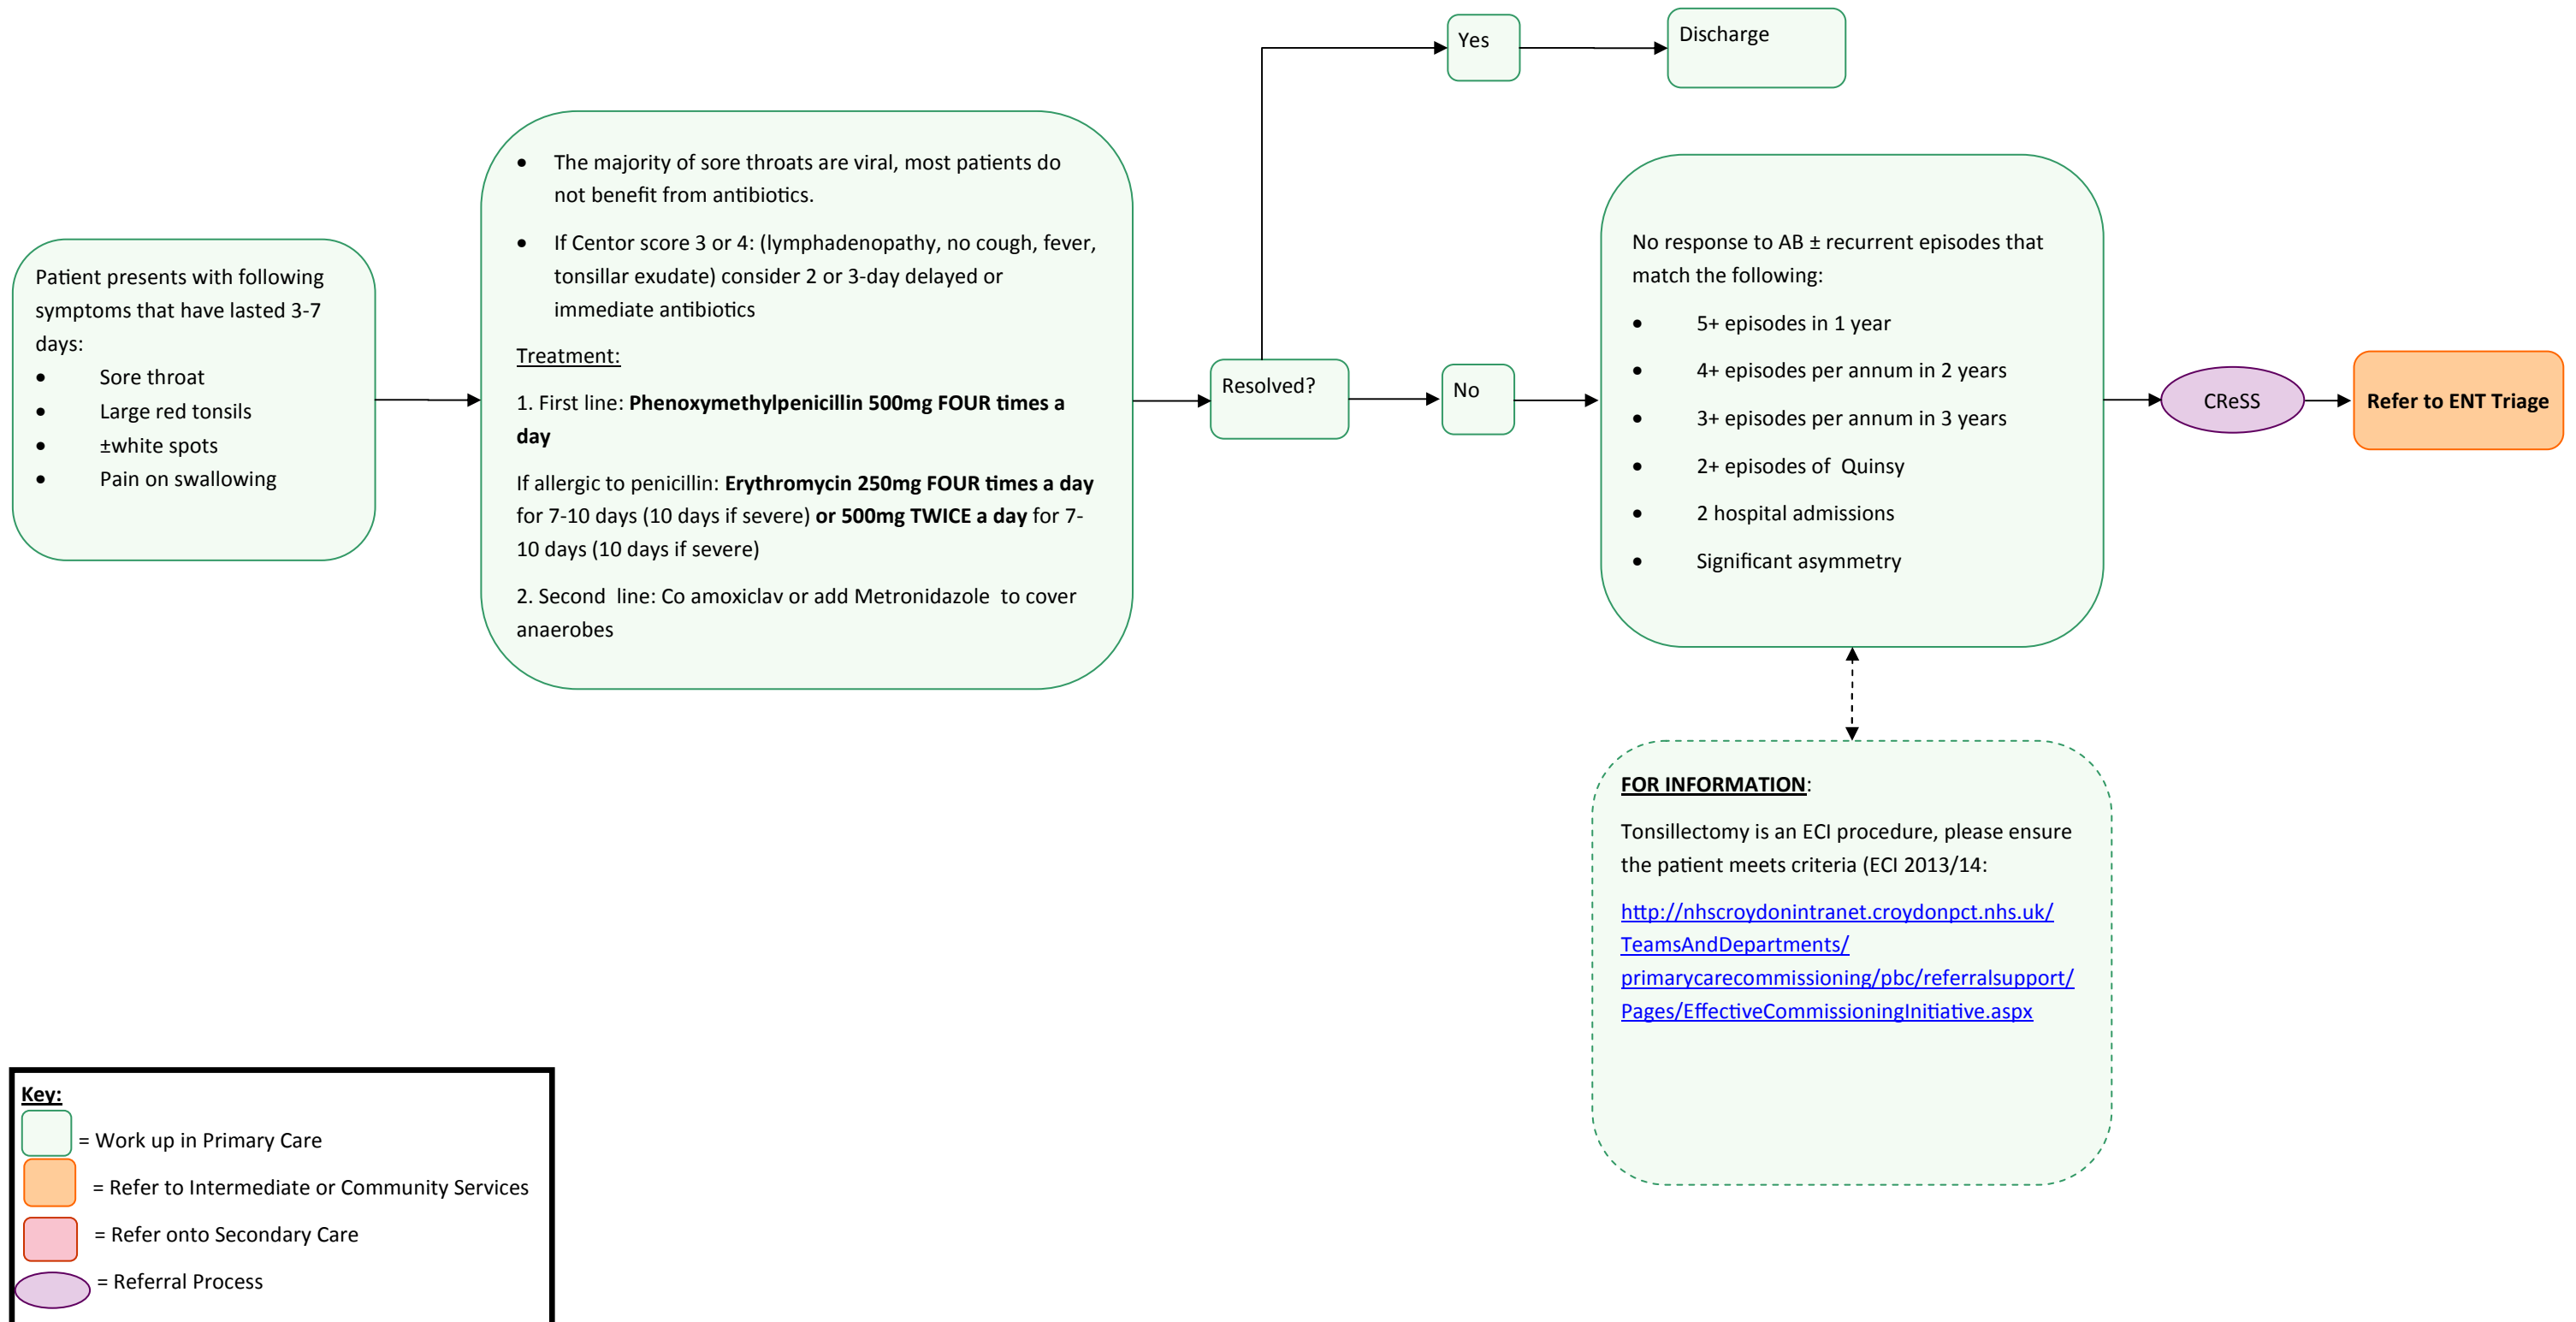 Patient presents with following
symptoms that have lasted 3-7
days:
• Sore throat
• Large red tonsils
• ±white spots
• Pain on swallowing
• The majority of sore throats are viral, most patients do
not benefit from antibiotics.
• If Centor score 3 or 4: (lymphadenopathy, no cough, fever,
tonsillar exudate) consider 2 or 3-day delayed or
immediate antibiotics
Treatment:
1. First line: Phenoxymethylpenicillin 500mg FOUR times a
day
If allergic to penicillin: Erythromycin 250mg FOUR times a day
for 7-10 days (10 days if severe) or 500mg TWICE a day for 7-
10 days (10 days if severe)
2. Second line: Co amoxiclav or add Metronidazole to cover
anaerobes
Resolved?
Yes
Discharge
No
No response to AB ± recurrent episodes that
match the following:
• 5+ episodes in 1 year
• 4+ episodes per annum in 2 years
• 3+ episodes per annum in 3 years
• 2+ episodes of Quinsy
• 2 hospital admissions
• Significant asymmetry
CReSS
Refer to ENT Triage
FOR INFORMATION:
Tonsillectomy is an ECI procedure, please ensure
the patient meets criteria (ECI 2013/14:
http://nhscroydonintranet.croydonpct.nhs.uk/
TeamsAndDepartments/
primarycarecommissioning/pbc/referralsupport/
Pages/EffectiveCommissioningInitiative.aspx
Key:
= Work up in Primary Care
= Refer to Intermediate or Community Services
= Refer onto Secondary Care
= Referral Process